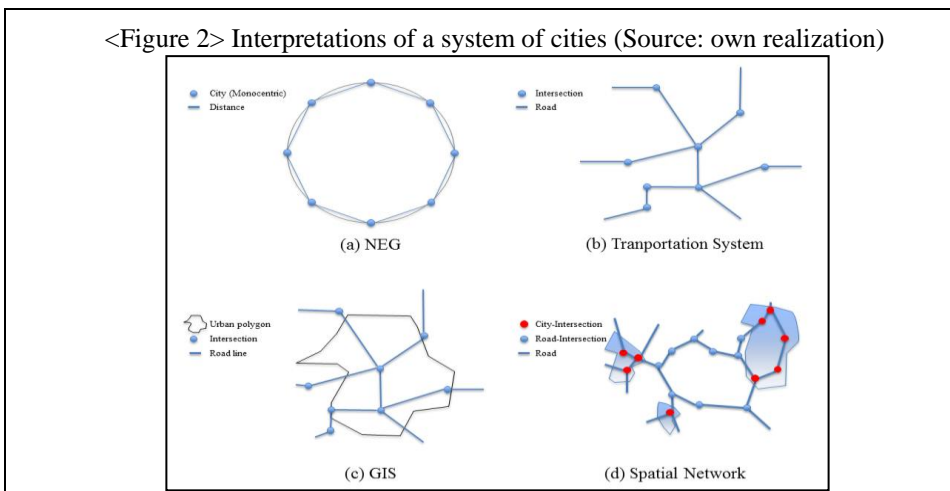 <Figure 2> Interpretations of a system of cities (Source: own realization)
City (Monocentric)
Distance
(a) NEG
Intersection
Road
(b) Tranportation System
Urban polygon
Intersection
Road line
(c) GIS
City-Intersection
Road-Intersection
Road
(d) Spatial Network